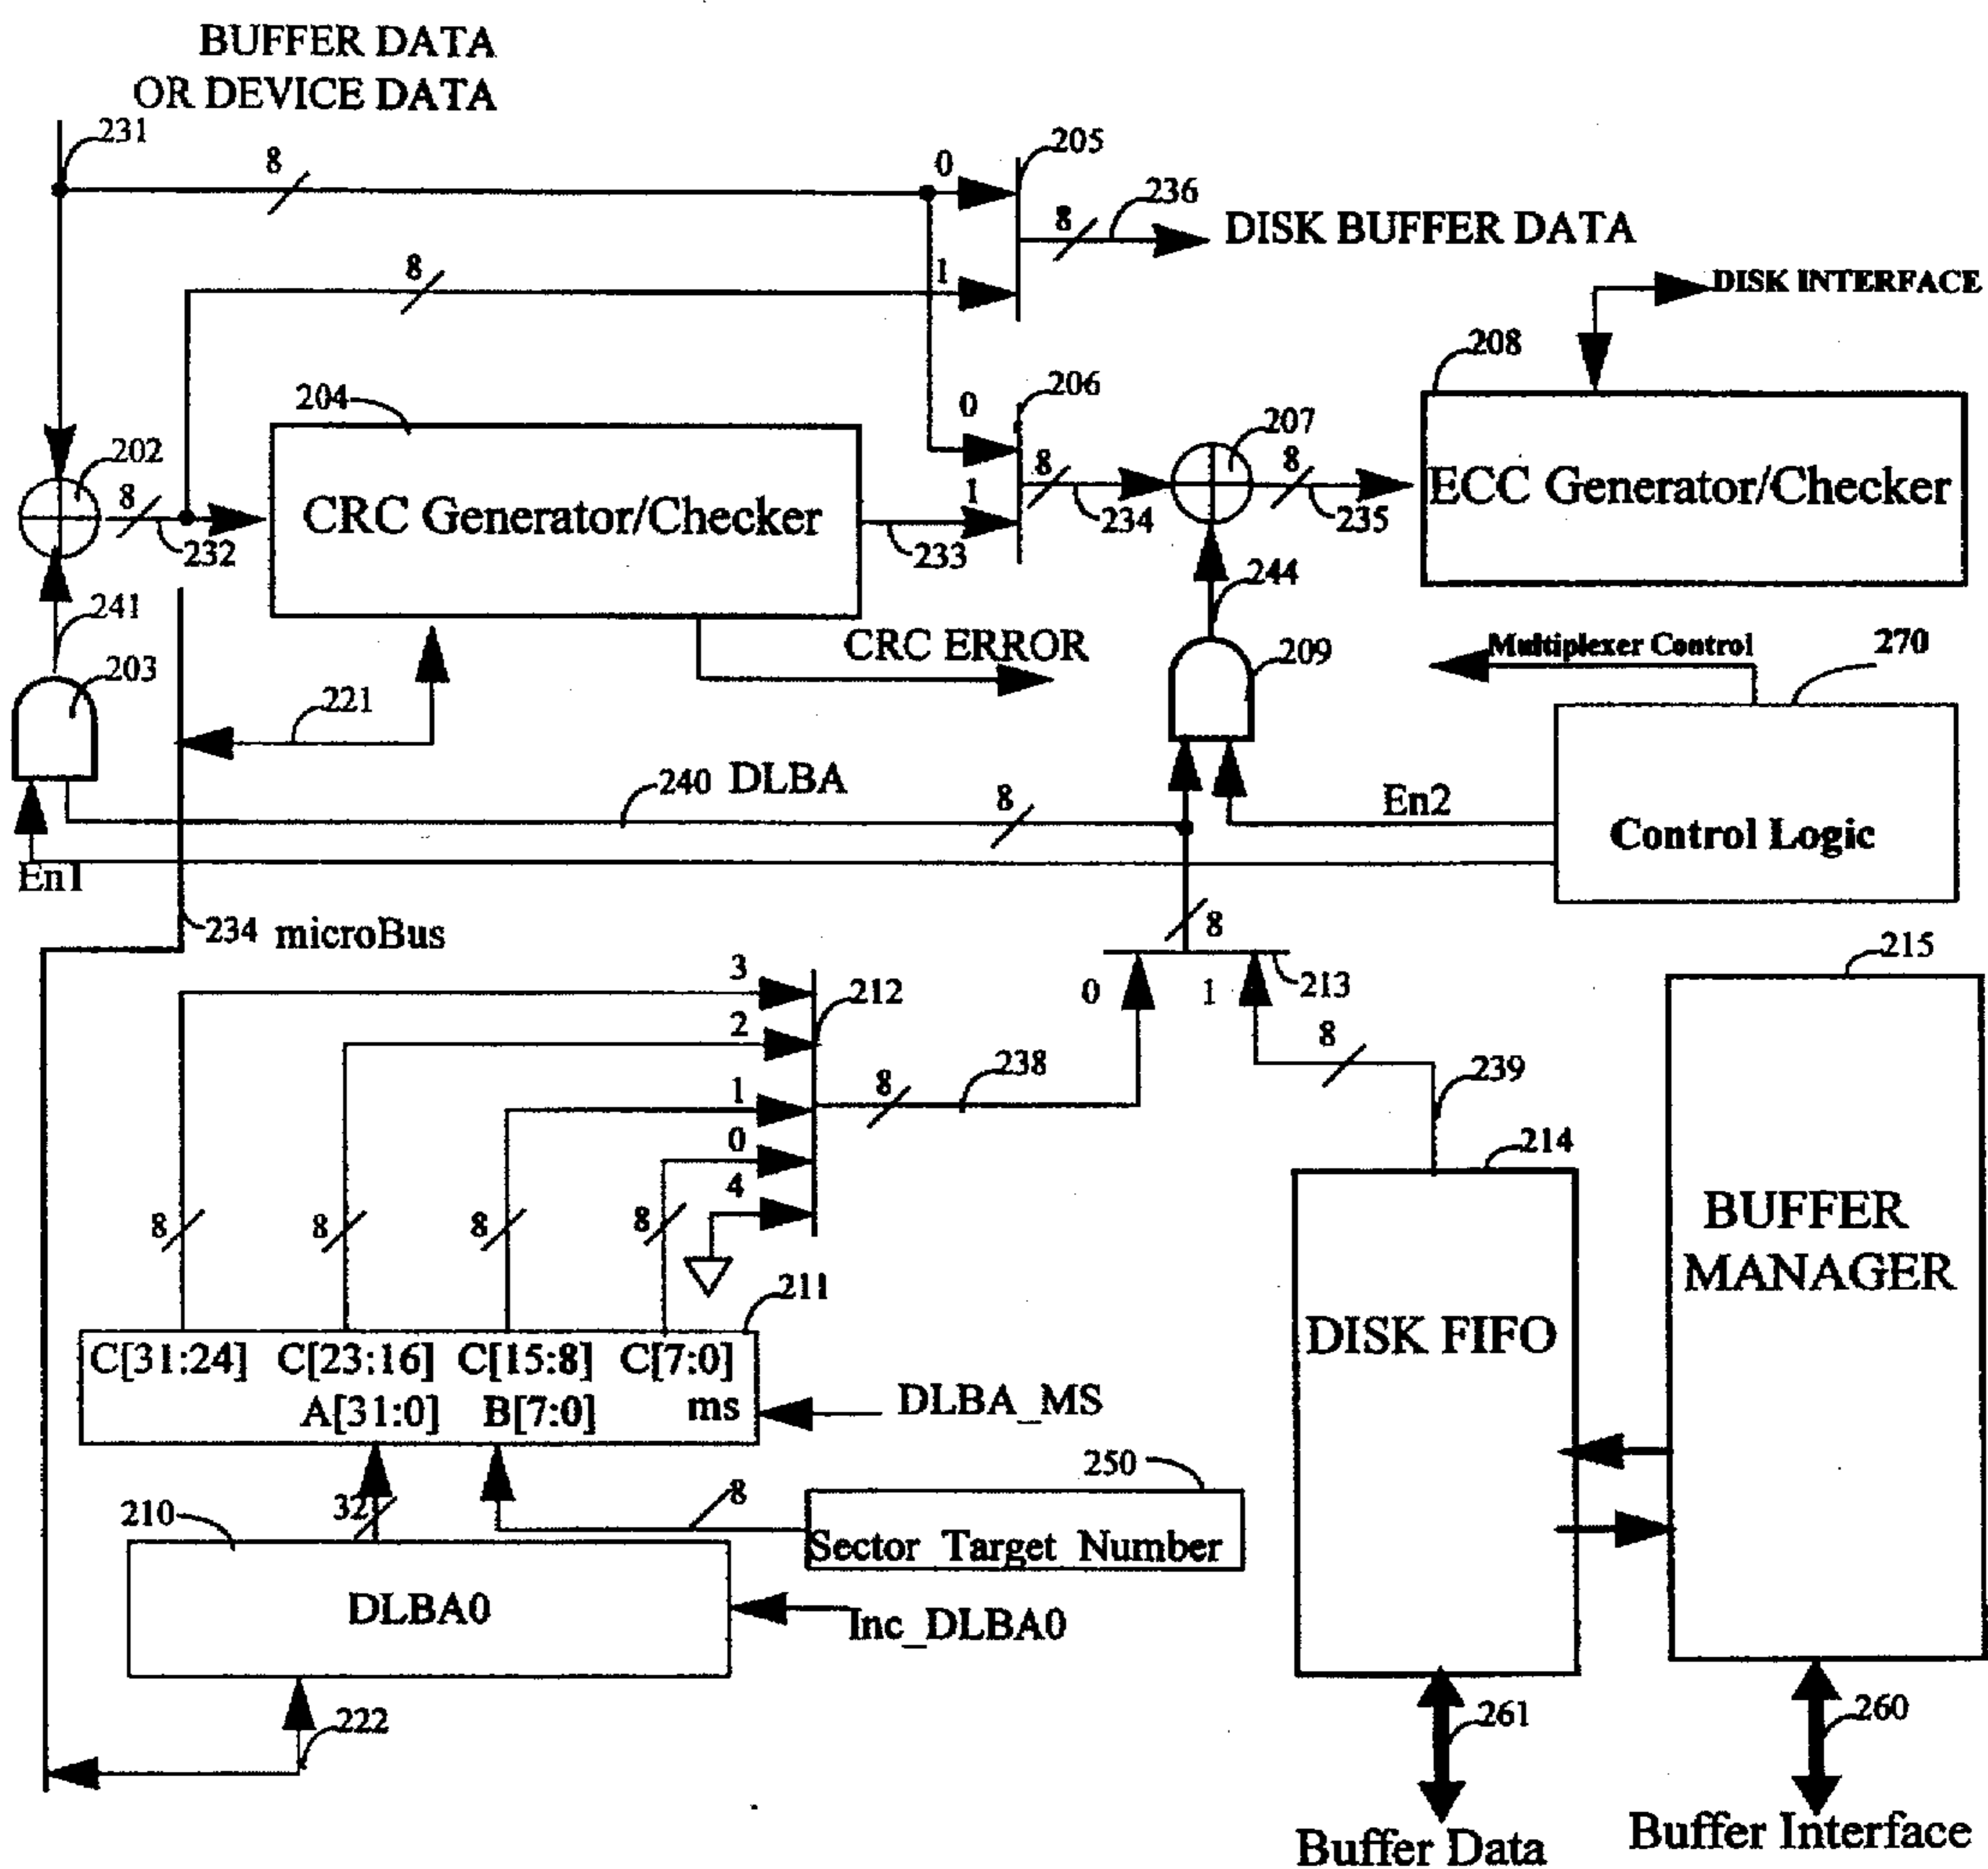 BUFFER DATA
OR DEVICE DATA
231
8
0
205
8
236
DISK BUFFER DATA
8
1
DISK INTERFACE
208
204
206
0
207
202
8
8
8
1
CRC Generator/Checker
ECC Generator/Checker
232
233
234
235
241
244
CRC ERROR
Multiplexer Control
270
203
209
221
240 DLBA
8
En2
Control Logic
En1
234 microBus
8
215
3
212
0
1
213
2
8
1
8
238
239
0
214
4
8
8
8
8
BUFFER
MANAGER
211
DISK FIFO
C[31:24] C[23:16] C[15:8] C[7:0]
A[31:0] B[7:0] ms
DLBA_MS
250
210
32
8
Sector Target Number
DLBA0
Inc_DLBA0
222
261
260
Buffer Data
Buffer Interface